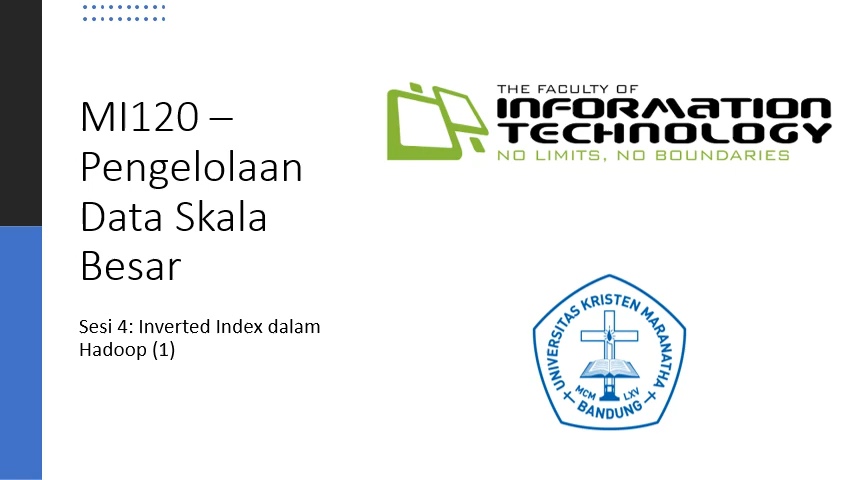 MI120 –
Pengelolaan
Data Skala
Besar
Sesi 4: Inverted Index dalam
Hadoop (1)
THE FACULTY OF
INFORMATION
TECHNOLOGY
NO LIMITS, NO BOUNDARIES
UNIVERSITAS KRISTEN MARANATHA
MCM LXV
BANDUNG